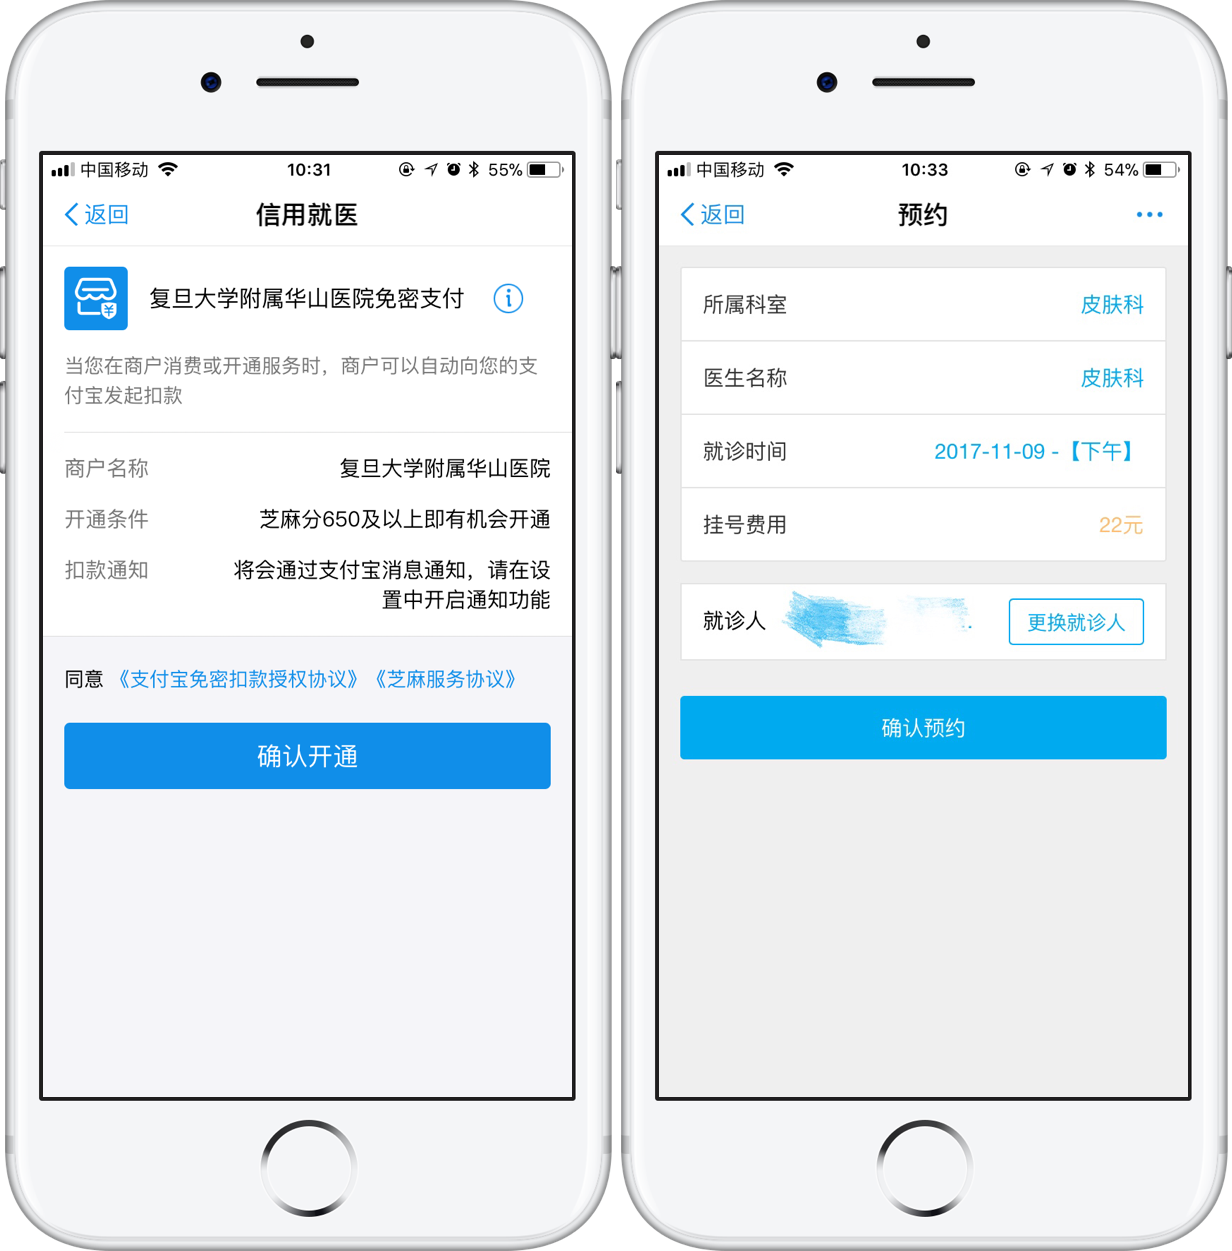 中国移动 10:31 55%
返回 信用就医
复旦大学附属华山医院免密支付
当您在商户消费或开通服务时，商户可以自动向您的支
付宝发起扣款
商户名称 复旦大学附属华山医院
开通条件 芝麻分650及以上即有机会开通
扣款通知 将会通过支付宝消息通知，请在设
置中开启通知功能
同意 《支付宝免密扣款授权协议》 《芝麻服务协议》
确认开通
中国移动 10:33 54%
返回 预约
所属科室 皮肤科
医生名称 皮肤科
就诊时间 2017-11-09 -【下午】
挂号费用 22元
就诊人 更换就诊人
确认预约